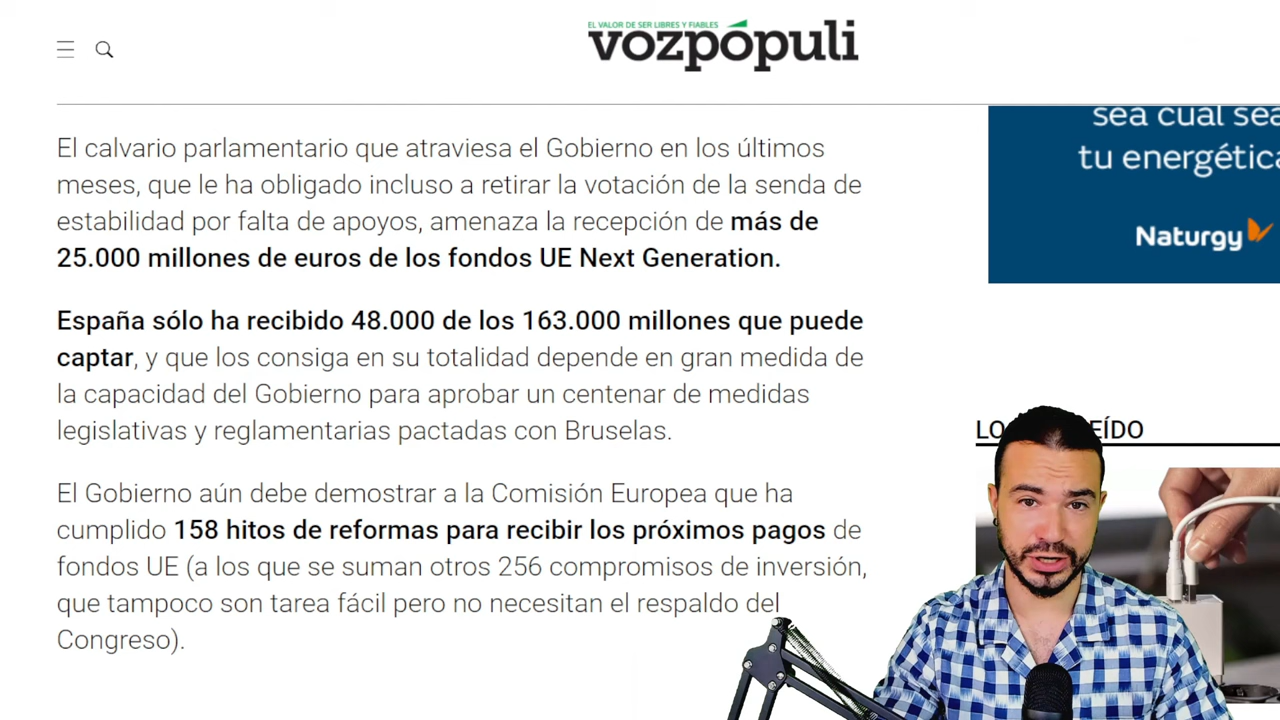 EL VALOR DE SER LIBRES Y FIABLES
vozpópuli
El calvario parlamentario que atraviesa el Gobierno en los últimos
meses, que le ha obligado incluso a retirar la votación de la senda de
estabilidad por falta de apoyos, amenaza la recepción de más de
25.000 millones de euros de los fondos UE Next Generation.
España sólo ha recibido 48.000 de los 163.000 millones que puede
captar, y que los consiga en su totalidad depende en gran medida de
la capacidad del Gobierno para aprobar un centenar de medidas
legislativas y reglamentarias pactadas con Bruselas.
El Gobierno aún debe demostrar a la Comisión Europea que ha
cumplido 158 hitos de reformas para recibir los próximos pagos de
fondos UE (a los que se suman otros 256 compromisos de inversión,
que tampoco son tarea fácil pero no necesitan el respaldo del
Congreso).
sea cual sea
tu energétic
Naturgy
LO EÍDO